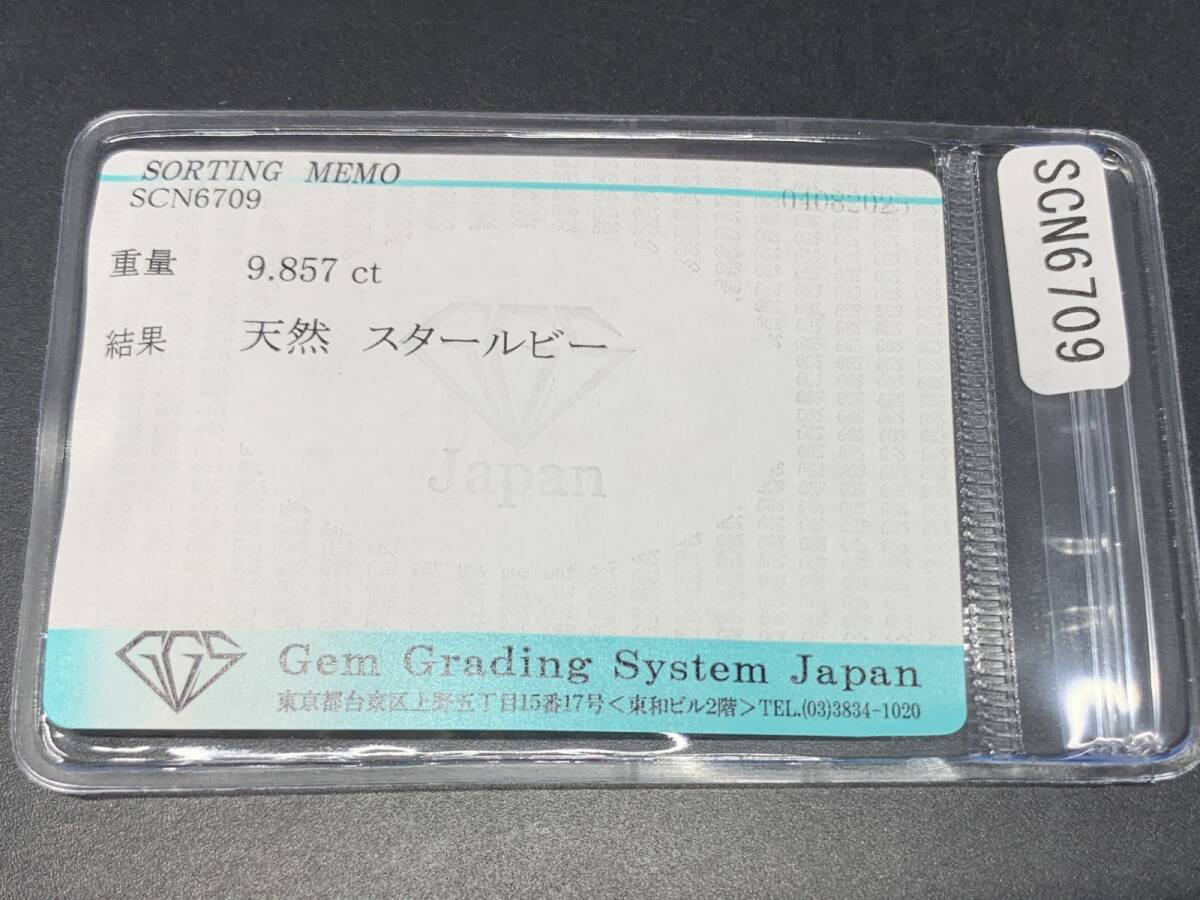 SORTING MEMO
SCN6709
04082025
重量 9.857 ct
結果 天然 スタールビー
Japan
GGS
Gem Grading System Japan
東京都台東区上野五丁目15番17号<東和ビル2階>TEL.(03)3834-1020
SCN6709